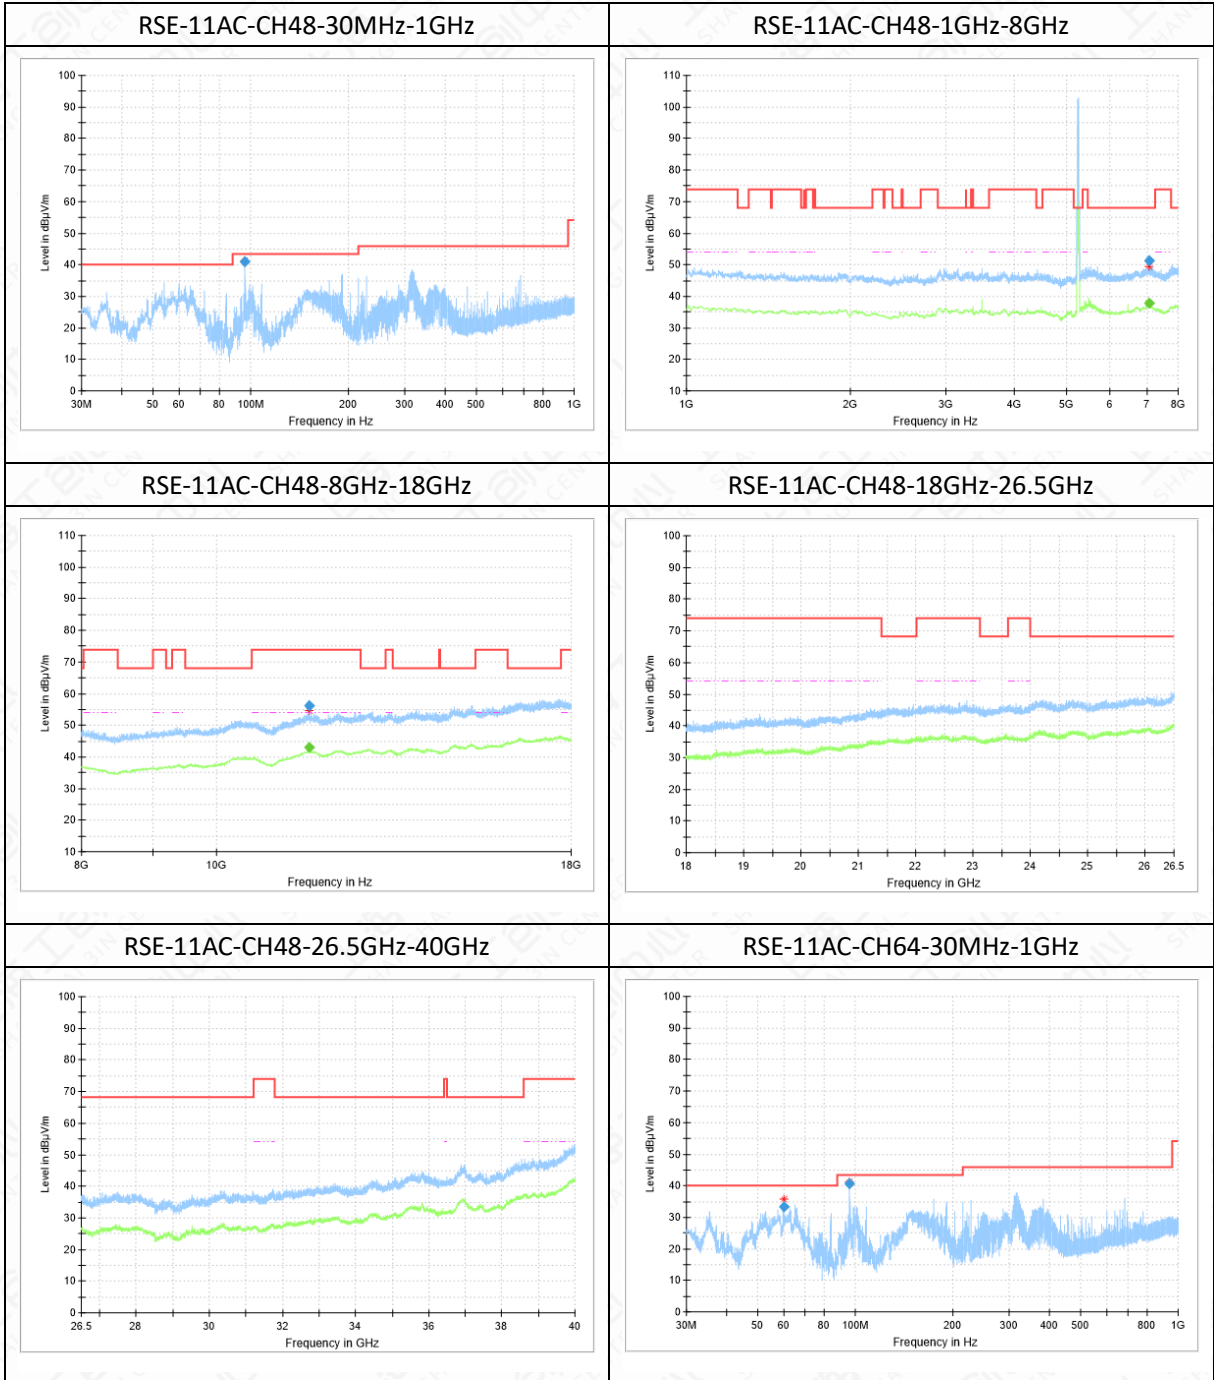 RSE-11AC-CH48-30MHz-1GHz
RSE-11AC-CH48-1GHz-8GHz
100
90
80
70
60
50
40
30
20
10
0
Level in dBµV/m
30M 50 60 80 100M 200 300 400 500 800 1G
Frequency in Hz
110
100
90
80
70
60
50
40
30
20
10
Level in dBµV/m
1G 2G 3G 4G 5G 6 7 8G
Frequency in Hz
RSE-11AC-CH48-8GHz-18GHz
RSE-11AC-CH48-18GHz-26.5GHz
110
100
90
80
70
60
50
40
30
20
10
Level in dBµV/m
8G 10G 18G
Frequency in Hz
100
90
80
70
60
50
40
30
20
10
0
Level in dBµV/m
18 19 20 21 22 23 24 25 26 26.5
Frequency in GHz
RSE-11AC-CH48-26.5GHz-40GHz
RSE-11AC-CH64-30MHz-1GHz
100
90
80
70
60
50
40
30
20
10
0
Level in dBµV/m
26.5 28 30 32 34 36 38 40
Frequency in GHz
100
90
80
70
60
50
40
30
20
10
0
Level in dBµV/m
30M 50 60 80 100M 200 300 400 500 800 1G
Frequency in Hz